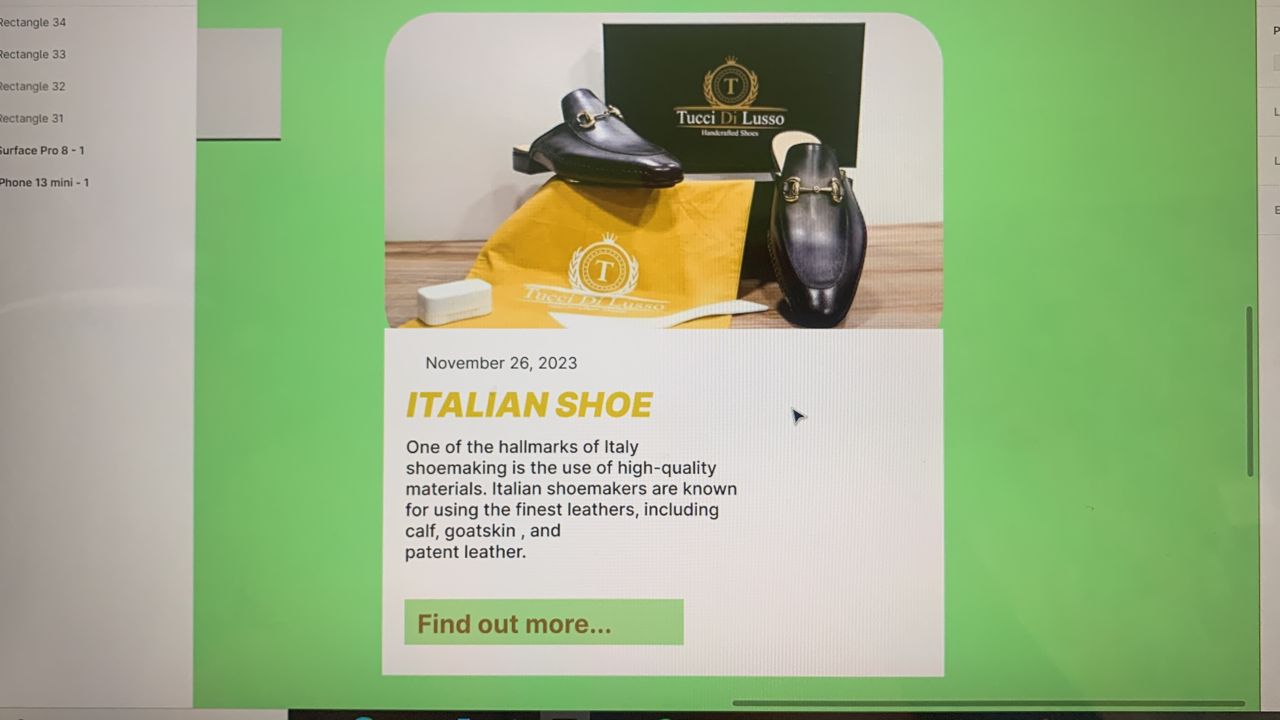 Rectangle 34
Rectangle 33
Rectangle 32
Rectangle 31
Surface Pro 8 - 1
iPhone 13 mini - 1
T
Tucci Di Lusso
Handcrafted Shoes
T
Tucci Di Lusso
November 26, 2023
ITALIAN SHOE
One of the hallmarks of Italy
shoemaking is the use of high-quality
materials. Italian shoemakers are known
for using the finest leathers, including
calf, goatskin , and
patent leather.
Find out more...
P
L
L
E